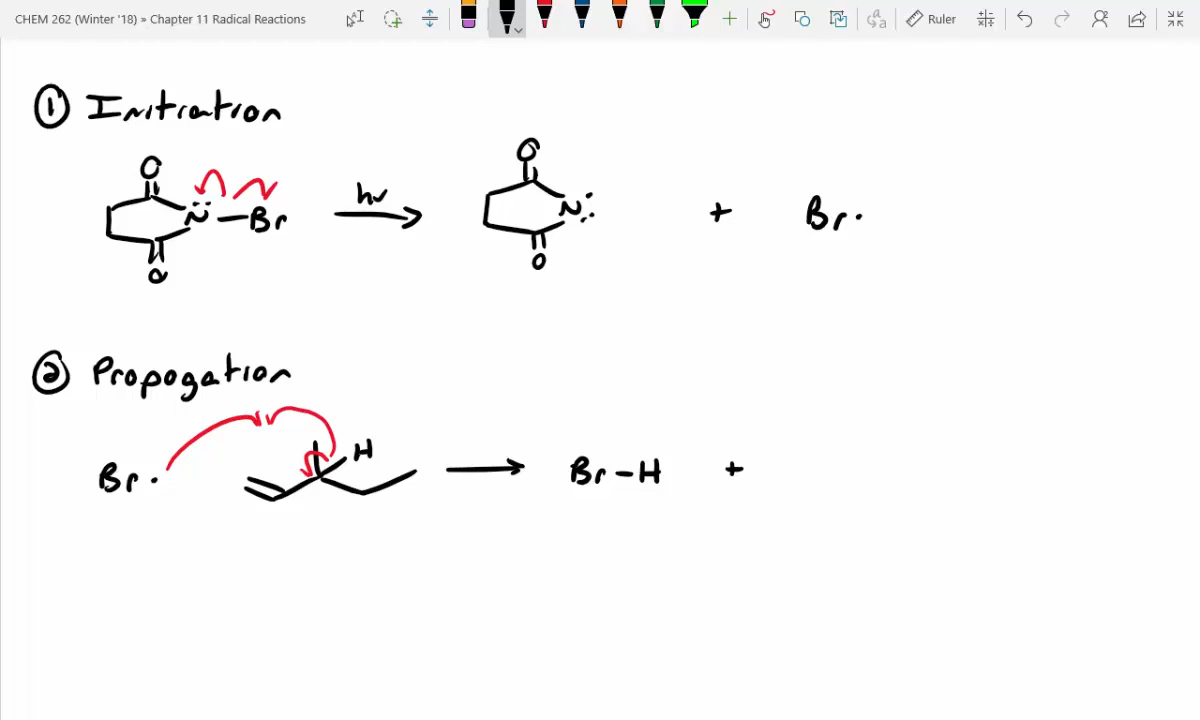 CHEM 262 (Winter '18) » Chapter 11 Radical Reactions
Ruler
① Initiation
O
N — Br
O
hν
O
N
O
+ Br·
② Propogation
Br·
H
Br – H +